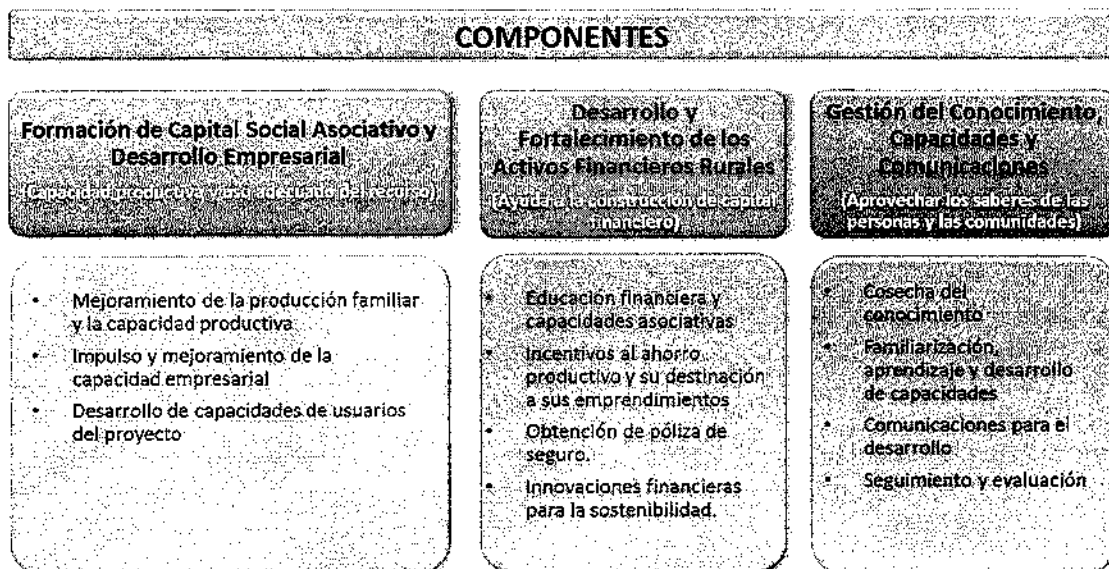 COMPONENTES
Formación de Capital Social Asociativo y
Desarrollo Empresarial
(Capacidad productiva y uso adecuado del recurso)
Desarrollo y
Fortalecimiento de los
Activos Financieros Rurales
(Ayuda a la construcción de capital
financiero)
Gestión del Conocimiento,
Capacidades y
Comunicaciones
(Aprovechar los saberes de las
personas y las comunidades)
• Mejoramiento de la producción familiar
y la capacidad productiva
• Impulso y mejoramiento de la
capacidad empresarial
• Desarrollo de capacidades de usuarios
del proyecto
• Educación financiera y
capacidades asociativas
• Incentivos al ahorro
productivo y su destinación
a sus emprendimientos
• Obtención de póliza de
seguro.
• Innovaciones financieras
para la sostenibilidad.
• Cosecha del
conocimiento
• Familiarización,
aprendizaje y desarrollo
de capacidades
• Comunicaciones para el
desarrollo
• Seguimiento y evaluación